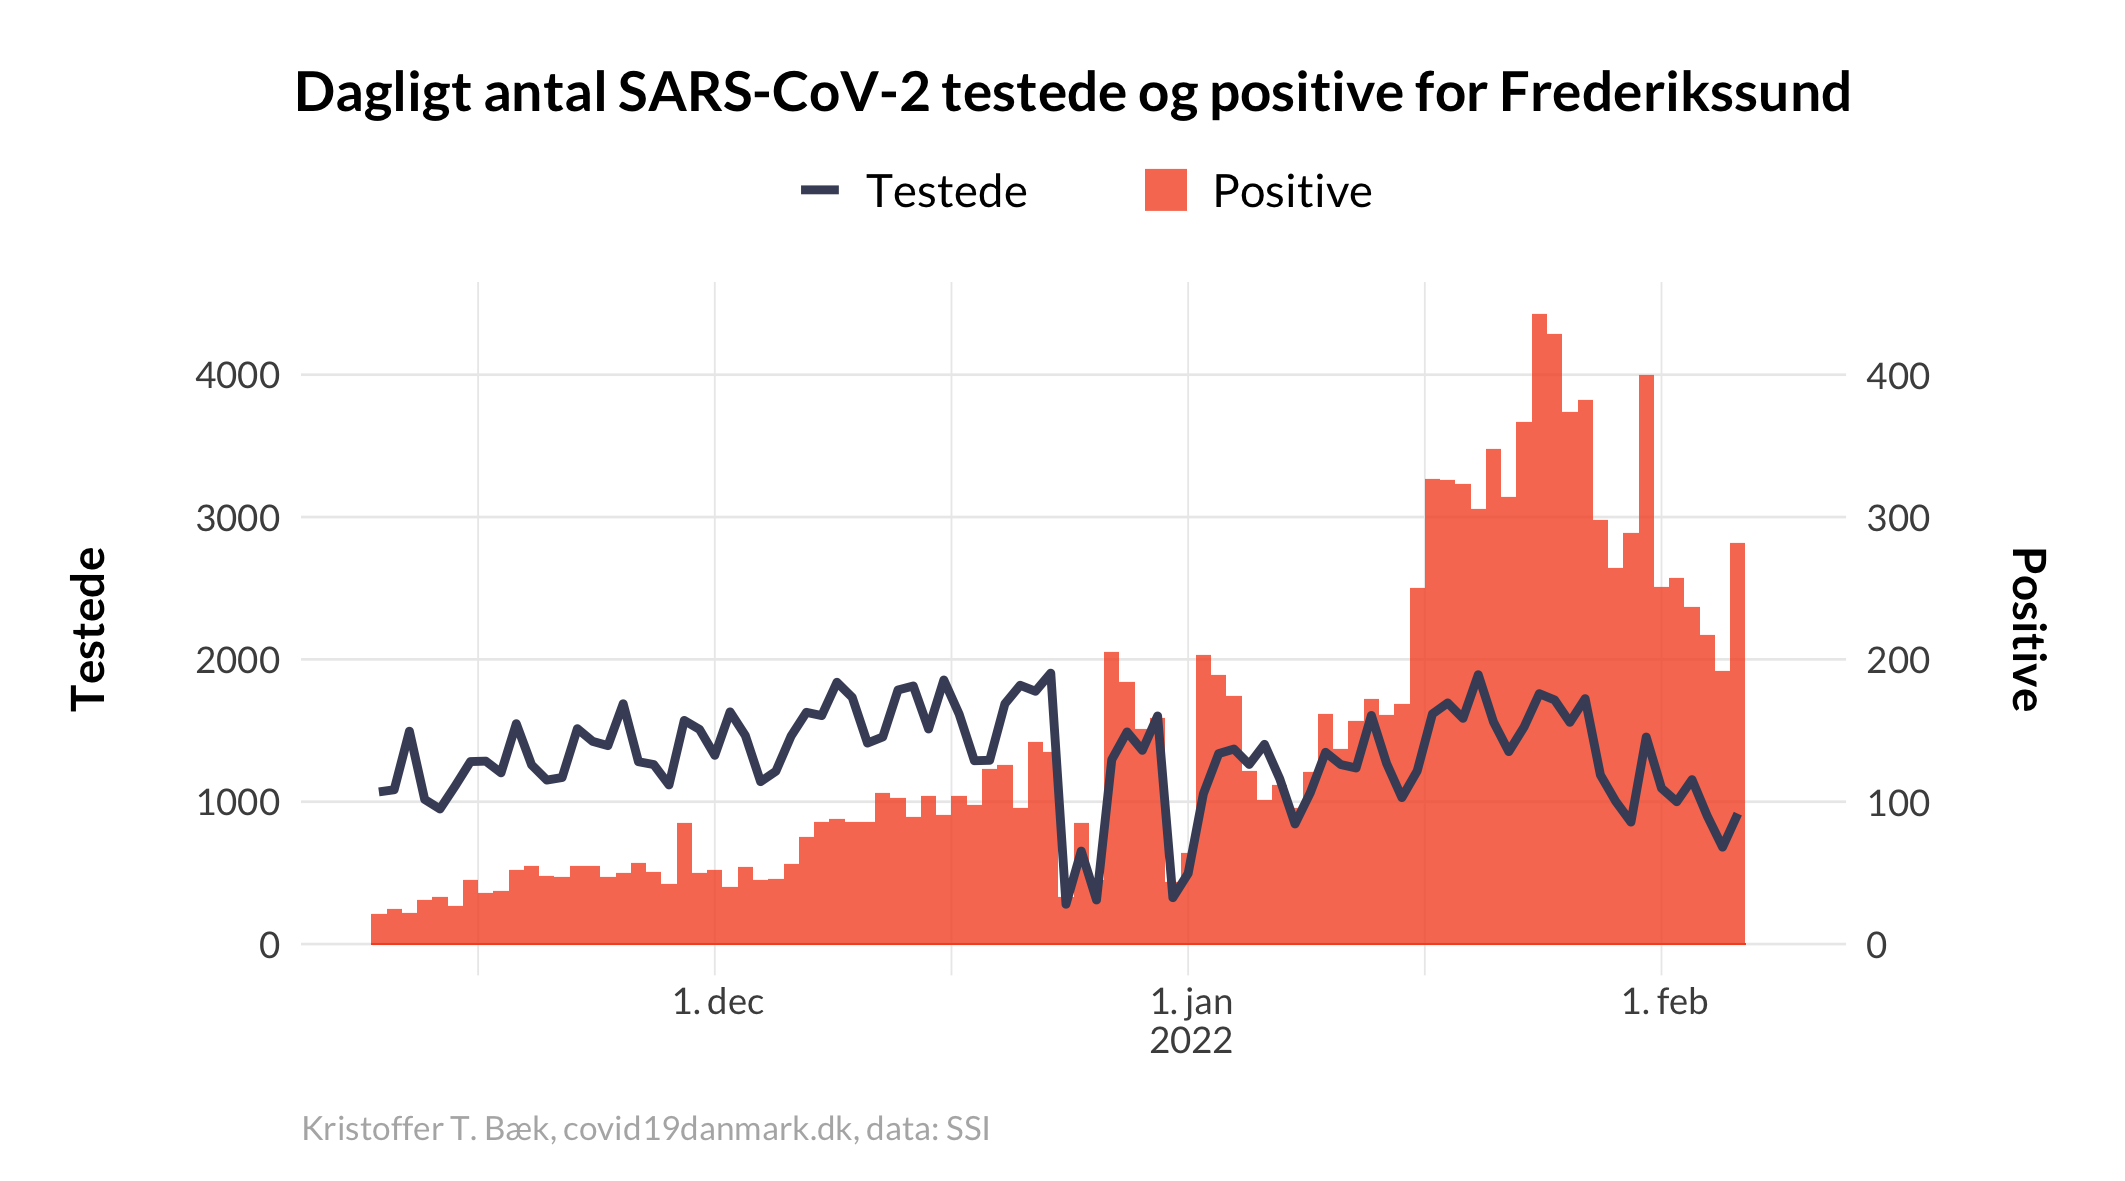 Dagligt antal SARS-CoV-2 testede og positive for Frederikssund
Testede
Positive
Testede
4000
3000
2000
1000
0
400
300
200
100
0
Positive
1. dec
1. jan
2022
1. feb
Kristoffer T. Bæk, covid19danmark.dk, data: SSI